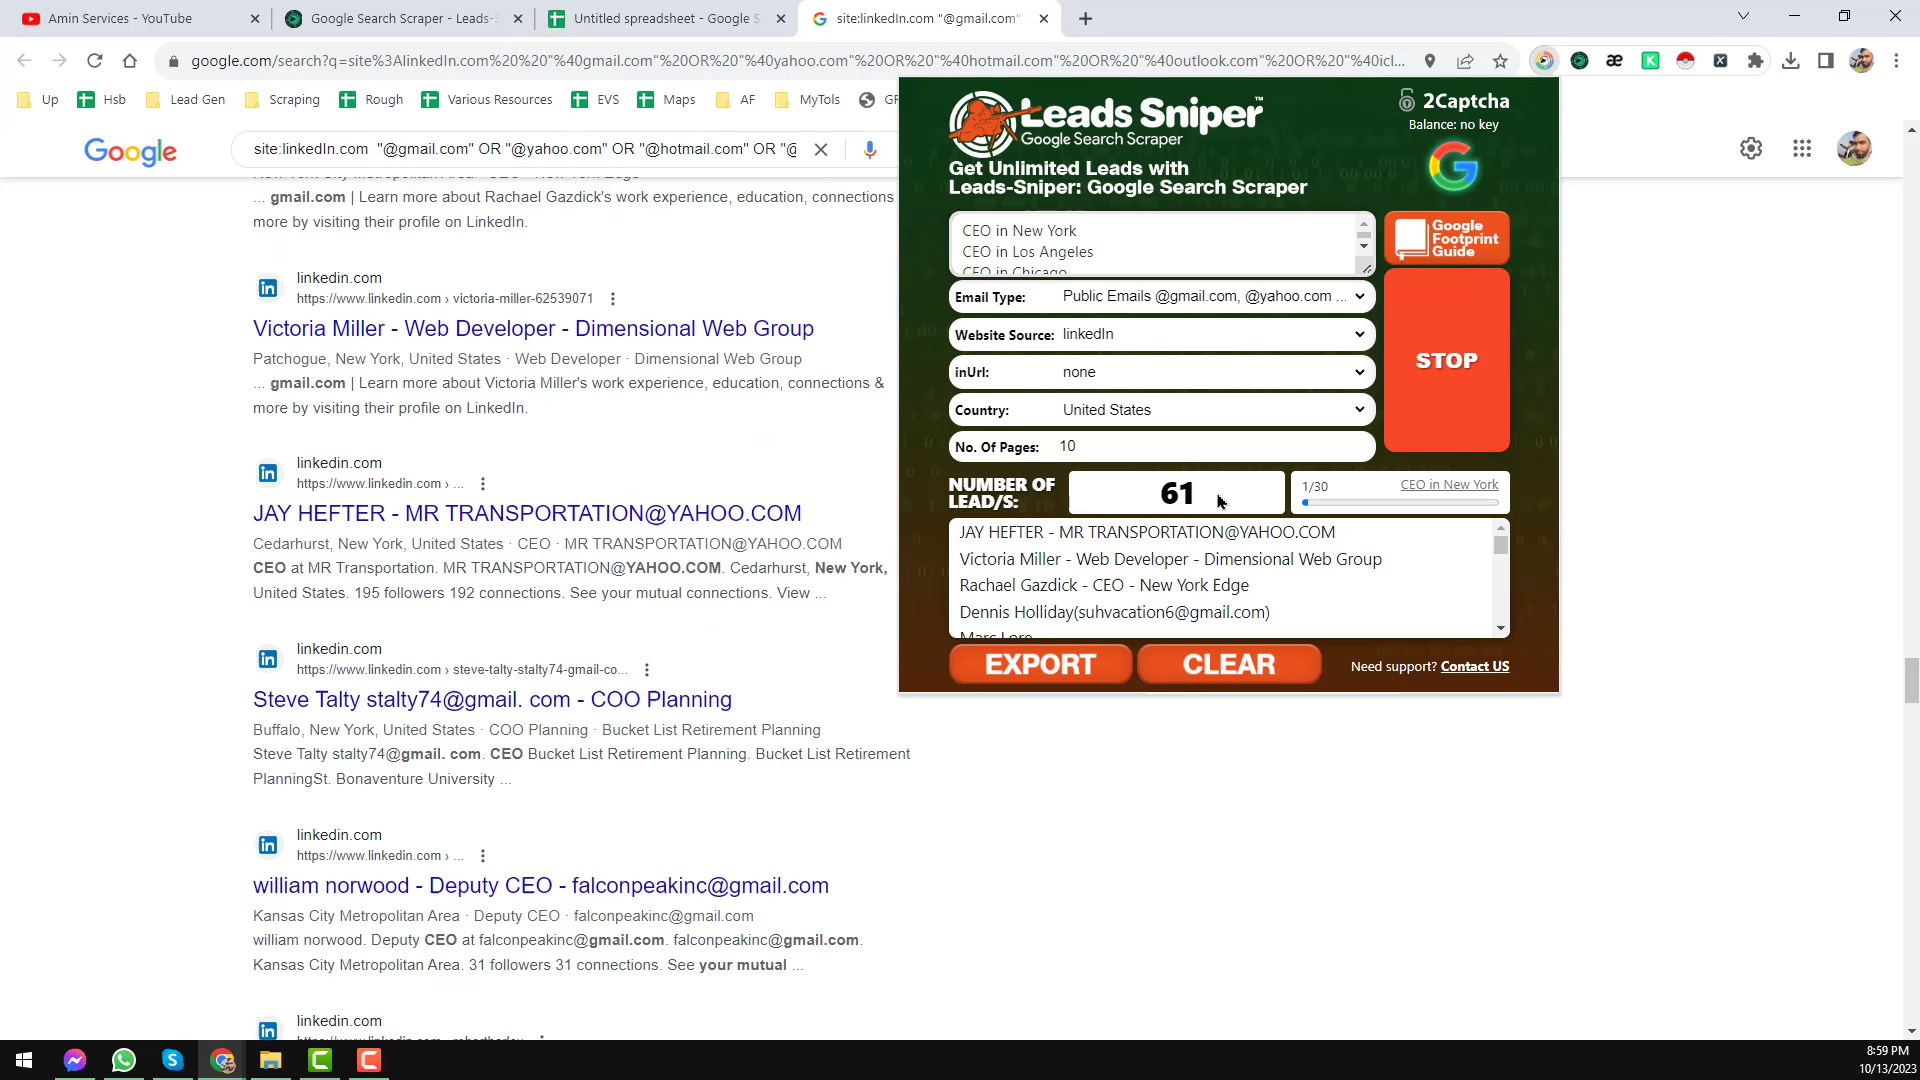 Amin Services - YouTube
Google Search Scraper - Leads-S
Untitled spreadsheet - Google S
site:linkedIn.com "@gmail.com"
google.com/search?q=site%3AlinkedIn.com%20%20"%40gmail.com"%20OR%20"%40yahoo.com"%20OR%20"%40hotmail.com"%20OR%20"%40outlook.com"%20OR%20"%40icl...
Up
Hsb
Lead Gen
Scraping
Rough
Various Resources
EVS
Maps
AF
MyTols
Google
site:linkedIn.com "@gmail.com" OR "@yahoo.com" OR "@hotmail.com" OR "@
... gmail.com | Learn more about Rachael Gazdick's work experience, education, connections
more by visiting their profile on LinkedIn.
linkedin.com
https://www.linkedin.com › victoria-miller-62539071
Victoria Miller - Web Developer - Dimensional Web Group
Patchogue, New York, United States · Web Developer · Dimensional Web Group
... gmail.com | Learn more about Victoria Miller's work experience, education, connections &
more by visiting their profile on LinkedIn.
linkedin.com
https://www.linkedin.com › ...
JAY HEFTER - MR TRANSPORTATION@YAHOO.COM
Cedarhurst, New York, United States · CEO · MR TRANSPORTATION@YAHOO.COM
CEO at MR Transportation. MR TRANSPORTATION@YAHOO.COM. Cedarhurst, New York,
United States. 195 followers 192 connections. See your mutual connections. View ...
linkedin.com
https://www.linkedin.com › steve-talty-stalty74-gmail-co...
Steve Talty stalty74@gmail. com - COO Planning
Buffalo, New York, United States · COO Planning · Bucket List Retirement Planning
Steve Talty stalty74@gmail. com. CEO Bucket List Retirement Planning. Bucket List Retirement
PlanningSt. Bonaventure University ...
linkedin.com
https://www.linkedin.com › ...
william norwood - Deputy CEO - falconpeakinc@gmail.com
Kansas City Metropolitan Area · Deputy CEO · falconpeakinc@gmail.com
william norwood. Deputy CEO at falconpeakinc@gmail.com. falconpeakinc@gmail.com.
Kansas City Metropolitan Area. 31 followers 31 connections. See your mutual ...
linkedin.com
Leads Sniper™
Google Search Scraper
Get Unlimited Leads with
Leads-Sniper: Google Search Scraper
2Captcha
Balance: no key
CEO in New York
CEO in Los Angeles
CEO in Chicago
Google
Footprint
Guide
Email Type: Public Emails @gmail.com, @yahoo.com ...
Website Source: linkedIn
inUrl: none
Country: United States
No. Of Pages: 10
STOP
NUMBER OF
LEAD/S:
61
1/30
CEO in New York
JAY HEFTER - MR TRANSPORTATION@YAHOO.COM
Victoria Miller - Web Developer - Dimensional Web Group
Rachael Gazdick - CEO - New York Edge
Dennis Holliday(suhvacation6@gmail.com)
Marc Lore
EXPORT
CLEAR
Need support? Contact US
8:59 PM
10/13/2023